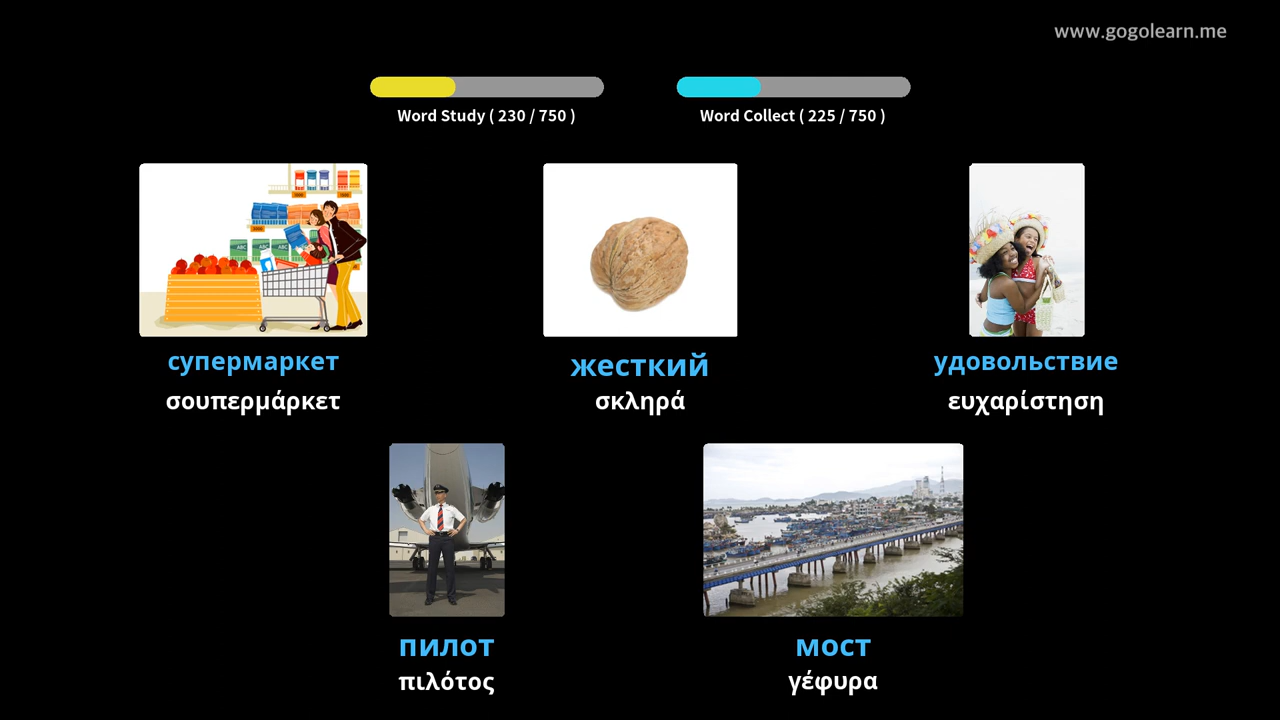 www.gogolearn.me
Word Study ( 230 / 750 )
Word Collect ( 225 / 750 )
супермаркет
σουπερμάρκετ
жесткий
σκληρά
удовольствие
ευχαρίστηση
пилот
πιλότος
мост
γέφυρα